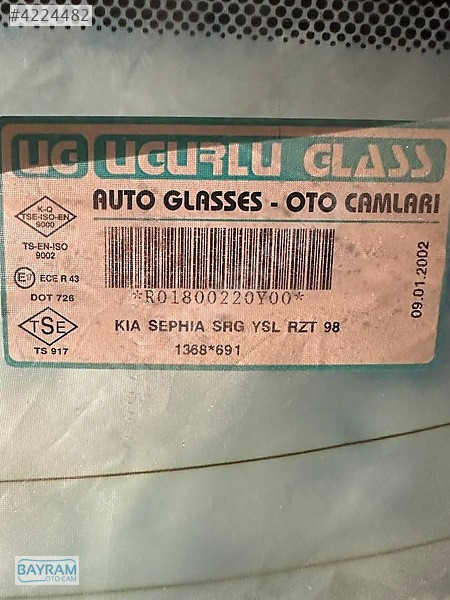 #4224482
UG UGURLU GLASS
AUTO GLASSES - OTO CAMLARI
K-Q
TSE-ISO-EN
9000
TS-EN-ISO
9002
ECE R 43
DOT 726
TSE
TS 917
*R01800220Y00*
KIA SEPHIA SRG YSL RZT 98
1368*691
09.01.2002
BAYRAM
OTO CAM